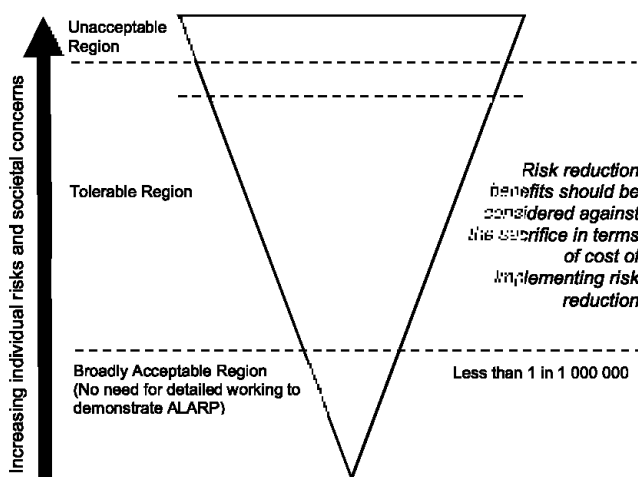 Increasing individual risks and societal concerns
Unacceptable
Region
Tolerable Region
Risk reduction
benefits should be
considered against
the sacrifice in terms
of cost of
implementing risk
reduction
Broadly Acceptable Region
(No need for detailed working to
demonstrate ALARP)
Less than 1 in 1 000 000